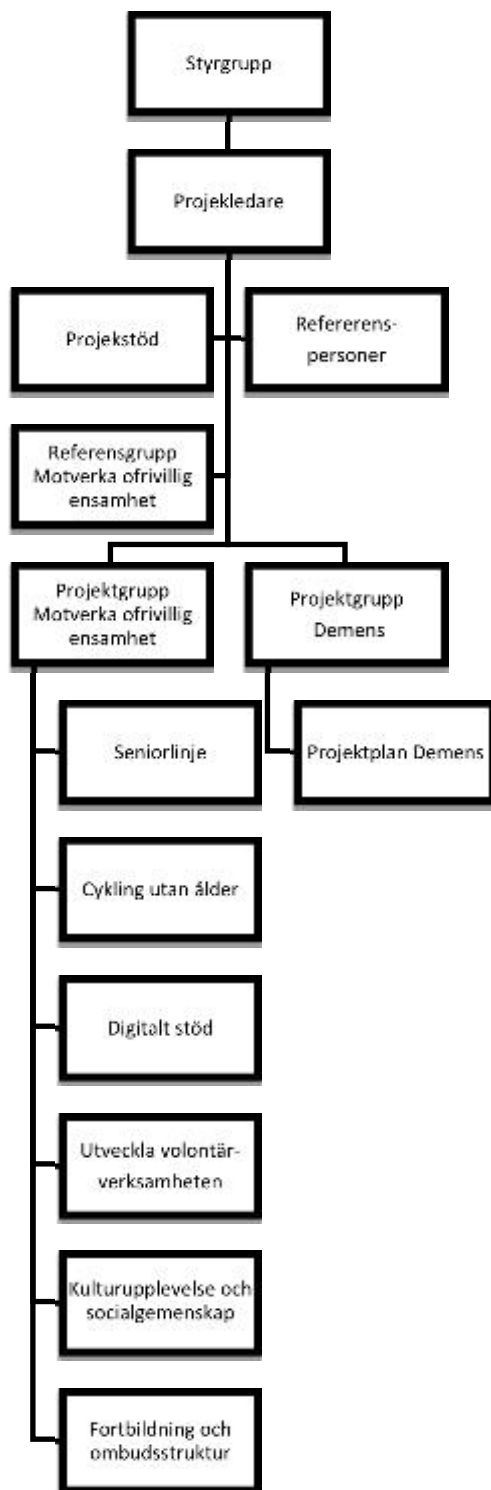 Styrgrupp
Projekledare
Projekstöd
Refererens-
personer
Referensgrupp
Motverka ofrivillig
ensamhet
Projektgrupp
Motverka ofrivillig
ensamhet
Projektgrupp
Demens
Seniorlinje
Projektplan Demens
Cykling utan ålder
Digitalt stöd
Utveckla volontär-
verksamheten
Kulturupplevelse och
socialgemenskap
Fortbildning och
ombudsstruktur